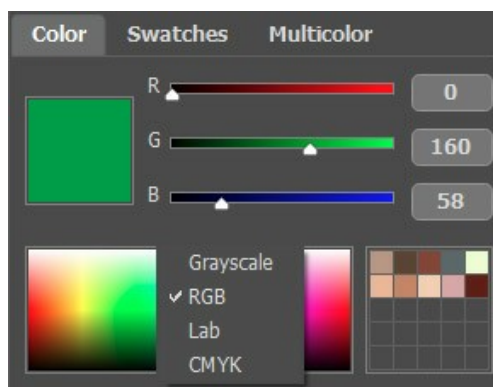 Color Swatches Multicolor
R 0
G 160
B 58
Grayscale
RGB
Lab
CMYK